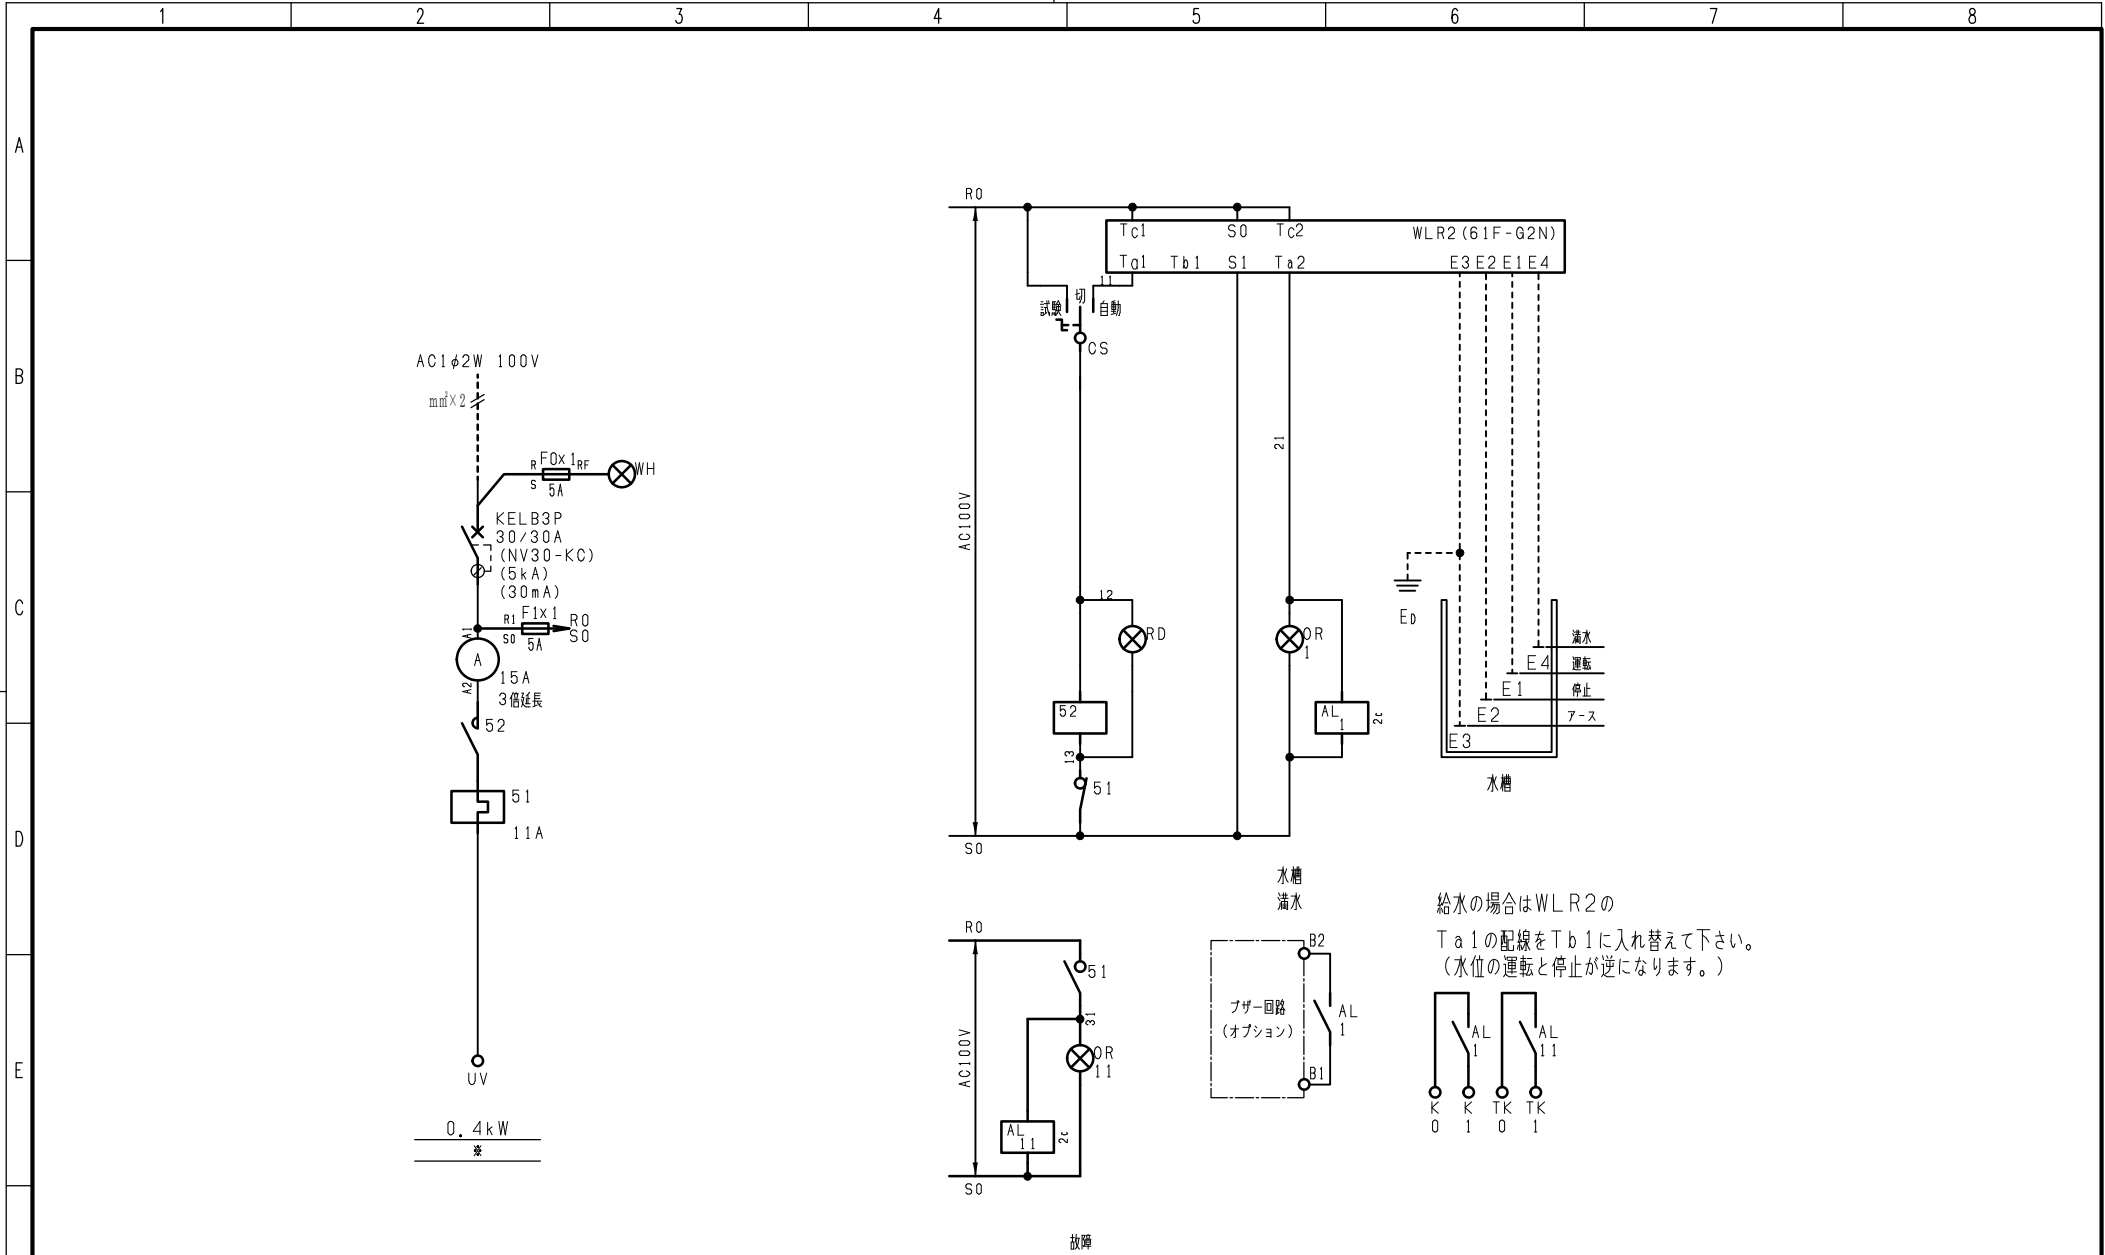 1 2 3 4 5 6 7 8
A
B
C
D
E
AC1φ2W 100V
mm²×2
R F0x1 RF
S 5A
WH
KELB3P
30/30A
(NV30-KC)
(5kA)
(30mA)
R1 F1x1 R0
S0 5A S0
A1
A
A2
15A
3倍延長
52
51
11A
UV
0.4kW
※
R0
Tc1 S0 Tc2 WLR2(61F-G2N)
Ta1 Tb1 S1 Ta2 E3 E2 E1 E4
11
試験 切 自動
CS
21
AC100V
12
RD
OR
1
52
AL
1
2c
13
51
S0
ED
満水
E4 運転
E1 停止
E2 アース
E3
水槽
水槽
満水
給水の場合はWLR2の
Ta1の配線をTb1に入れ替えて下さい。
(水位の運転と停止が逆になります。)
R0
51
31
AC100V
OR
11
AL
11
2c
S0
故障
B2
ブザー回路
(オプション)
AL
1
B1
AL
1
AL
11
K K TK TK
0 1 0 1